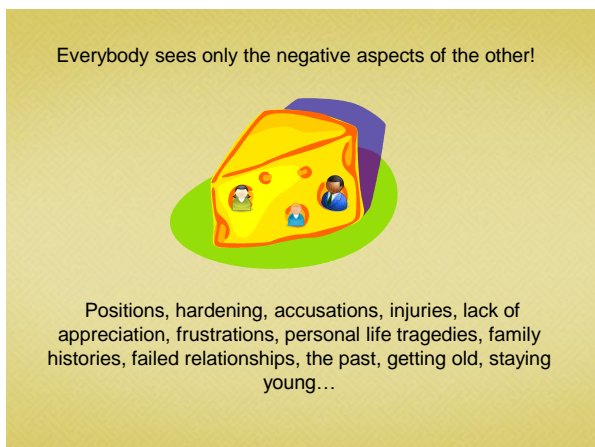 Everybody sees only the negative aspects of the other!
Positions, hardening, accusations, injuries, lack of
appreciation, frustrations, personal life tragedies, family
histories, failed relationships, the past, getting old, staying
young…